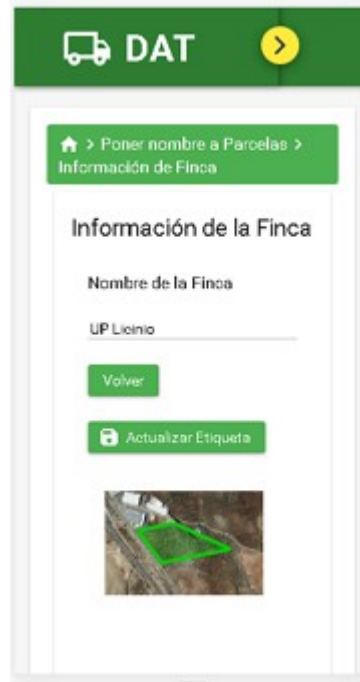 DAT
> Poner nombre a Parcelas >
Información de Finca
Información de la Finca
Nombre de la Finca
UP Licinio
Volver
Actualizar Etiqueta